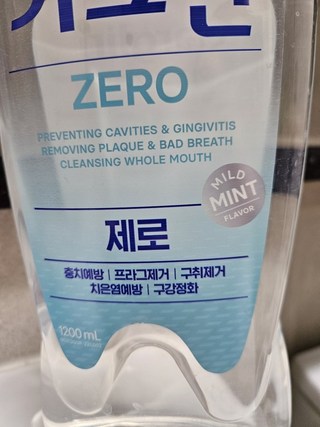 ZERO
PREVENTING CAVITIES & GINGIVITIS
REMOVING PLAQUE & BAD BREATH
CLEANSING WHOLE MOUTH
MILD
MINT
FLAVOR
제로
충치예방 | 프라그제거 | 구취제거
치은염예방 | 구강정화
1200 mL